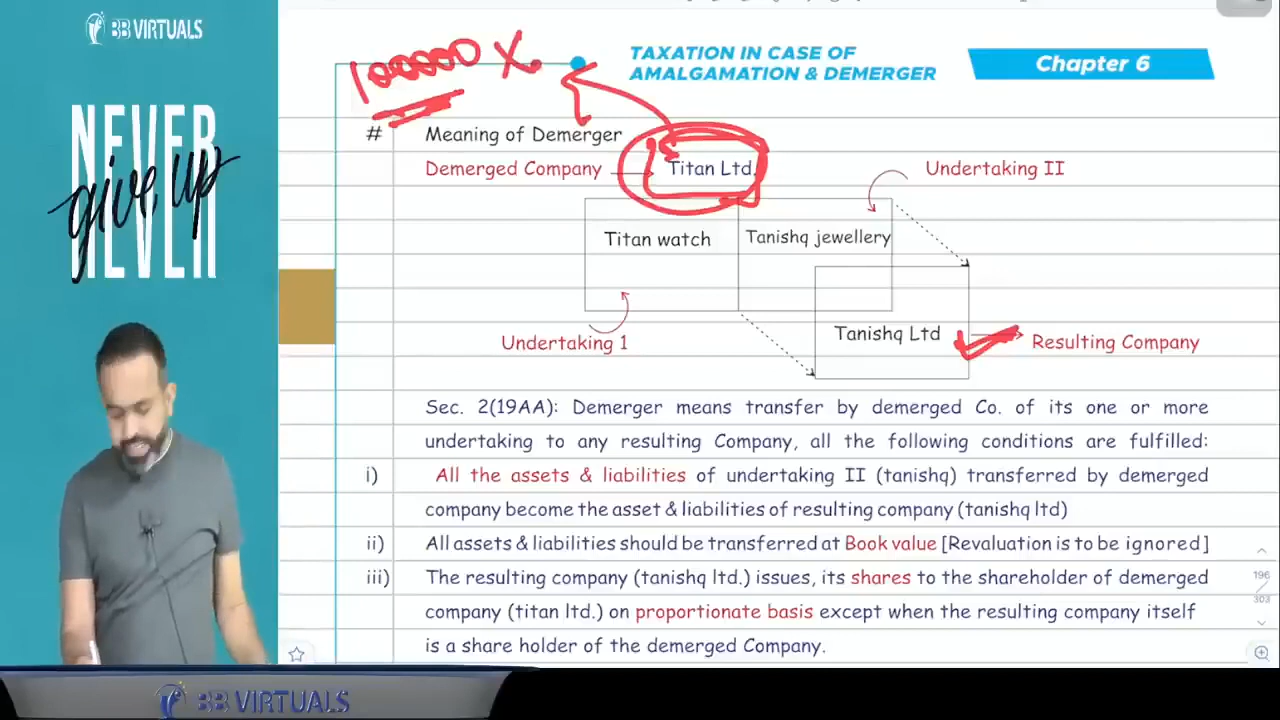 BB VIRTUALS
NEVER
give up
NEVER
100000 X
TAXATION IN CASE OF
AMALGAMATION & DEMERGER
Chapter 6
# Meaning of Demerger
Demerged Company Titan Ltd.
Undertaking II
Titan watch
Tanishq jewellery
Tanishq Ltd
Undertaking 1
Resulting Company
Sec. 2(19AA): Demerger means transfer by demerged Co. of its one or more
undertaking to any resulting Company, all the following conditions are fulfilled:
i) All the assets & liabilities of undertaking II (tanishq) transferred by demerged
company become the asset & liabilities of resulting company (tanishq ltd)
ii) All assets & liabilities should be transferred at Book value [Revaluation is to be ignored]
iii) The resulting company (tanishq ltd.) issues, its shares to the shareholder of demerged
company (titan ltd.) on proportionate basis except when the resulting company itself
is a share holder of the demerged Company.
196
303
BB VIRTUALS